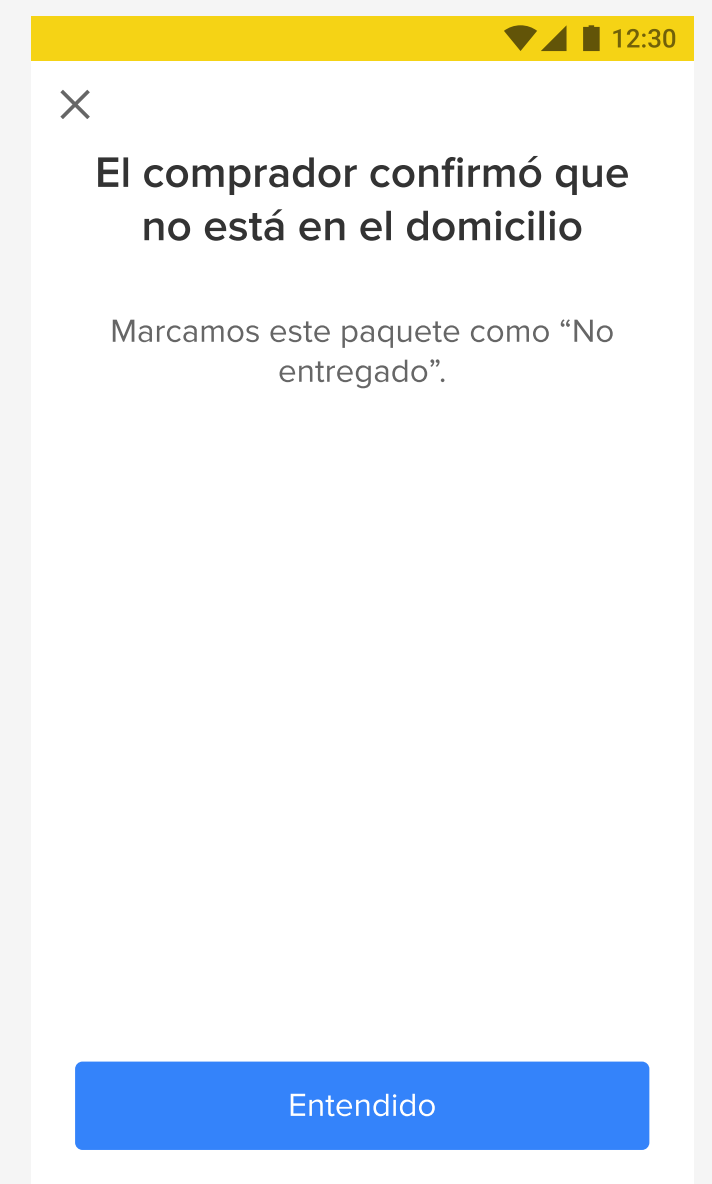 12:30
El comprador confirmó que
no está en el domicilio
Marcamos este paquete como “No
entregado”.
Entendido